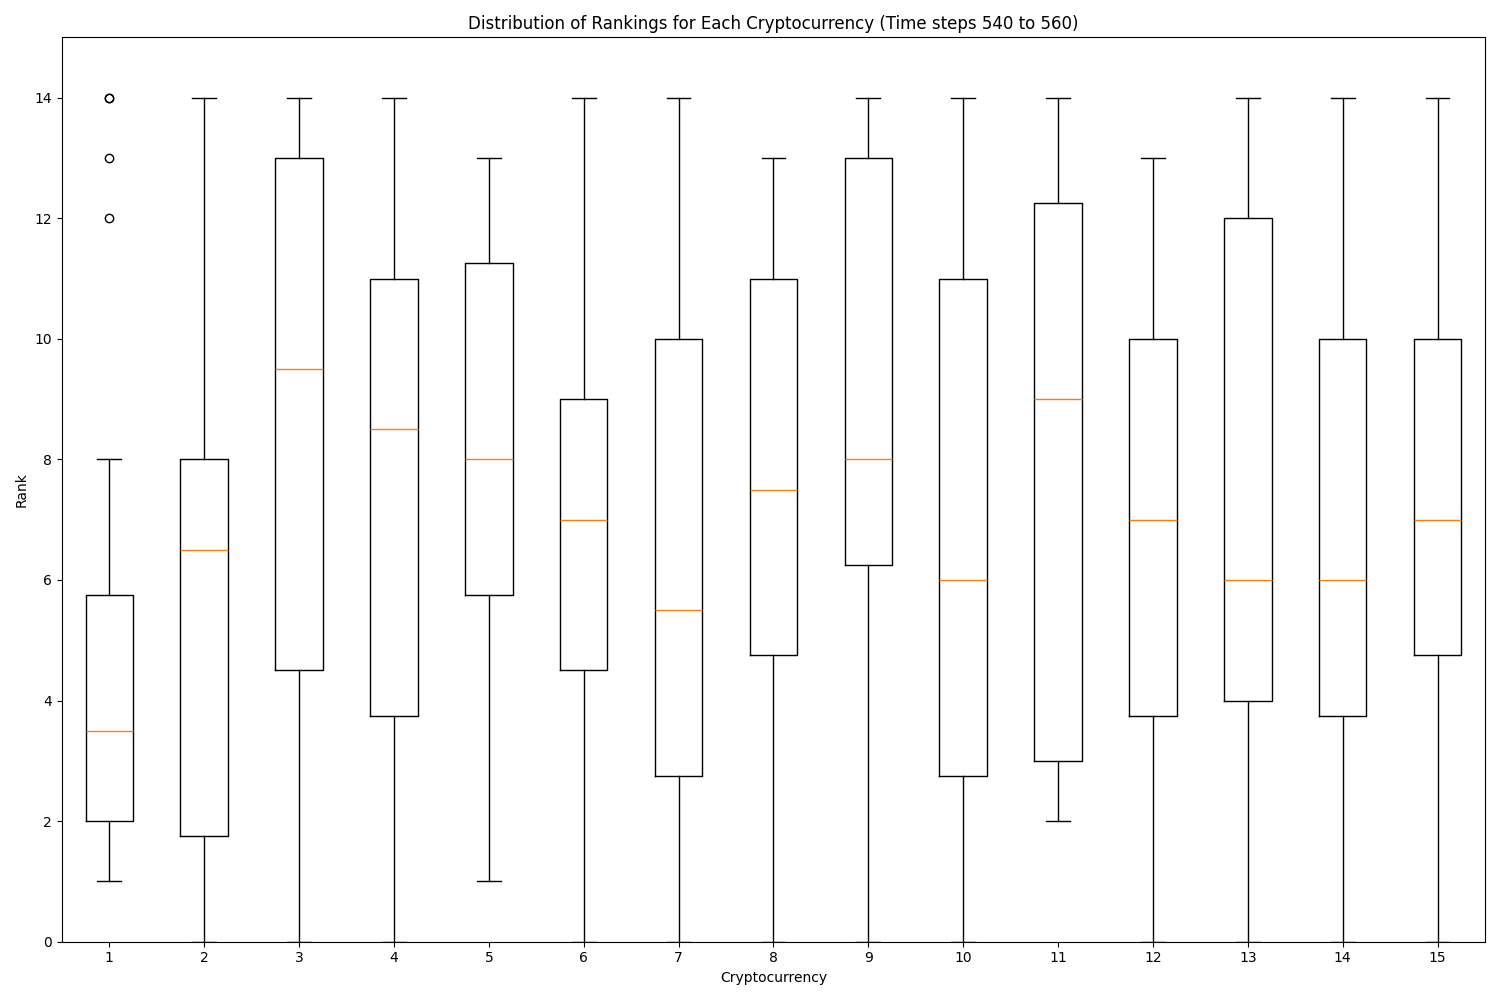 Distribution of Rankings for Each Cryptocurrency (Time steps 540 to 560)
Rank
14
12
10
8
6
4
2
0
1 2 3 4 5 6 7 8 9 10 11 12 13 14 15
Cryptocurrency